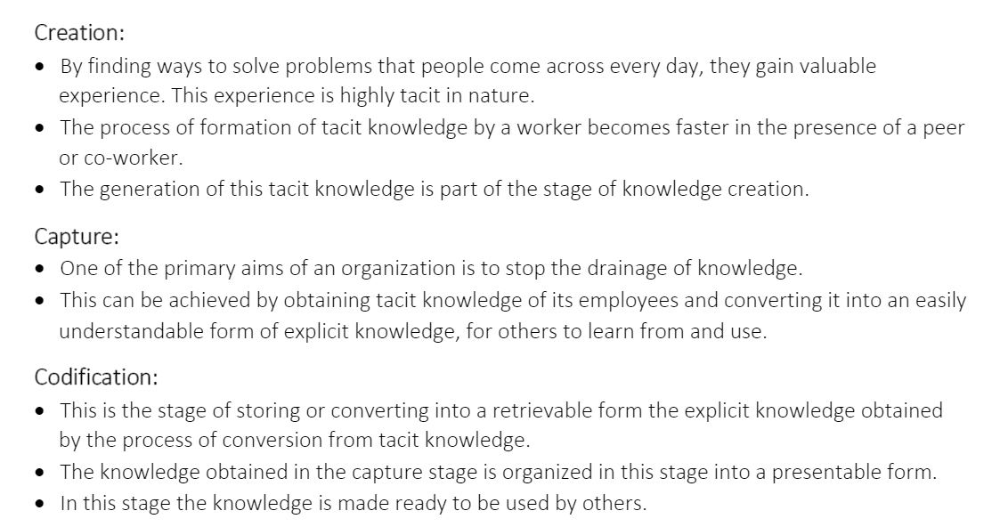 Creation:
• By finding ways to solve problems that people come across every day, they gain valuable
experience. This experience is highly tacit in nature.
• The process of formation of tacit knowledge by a worker becomes faster in the presence of a peer
or co-worker.
• The generation of this tacit knowledge is part of the stage of knowledge creation.
Capture:
• One of the primary aims of an organization is to stop the drainage of knowledge.
• This can be achieved by obtaining tacit knowledge of its employees and converting it into an easily
understandable form of explicit knowledge, for others to learn from and use.
Codification:
• This is the stage of storing or converting into a retrievable form the explicit knowledge obtained
by the process of conversion from tacit knowledge.
• The knowledge obtained in the capture stage is organized in this stage into a presentable form.
• In this stage the knowledge is made ready to be used by others.